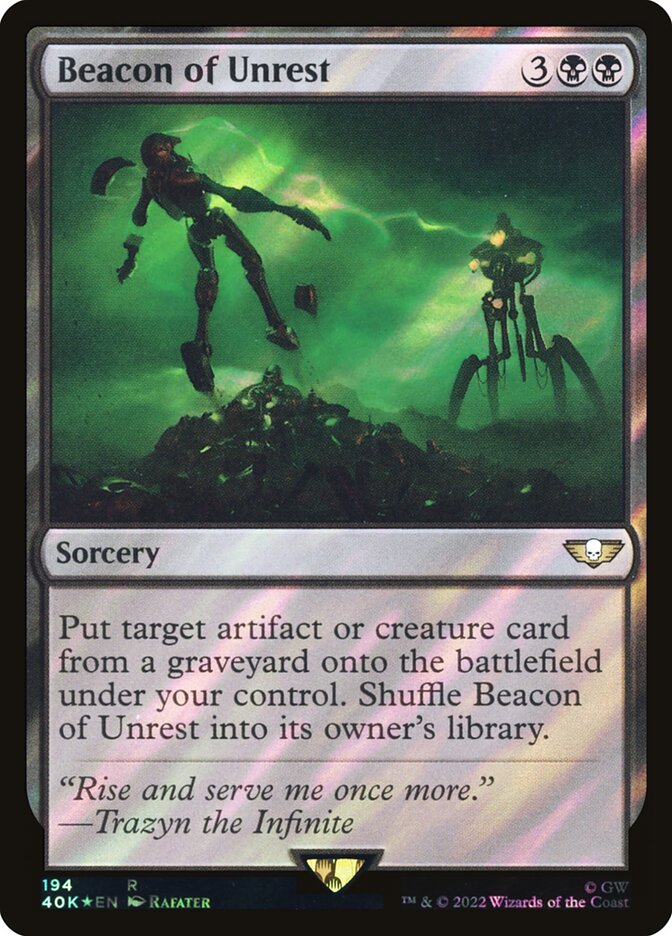 Beacon of Unrest 3
Sorcery
Put target artifact or creature card
from a graveyard onto the battlefield
under your control. Shuffle Beacon
of Unrest into its owner's library.
"Rise and serve me once more."
—Trazyn the Infinite
194 R
40K★EN Rafater
© GW
™ & © 2022 Wizards of the Coast